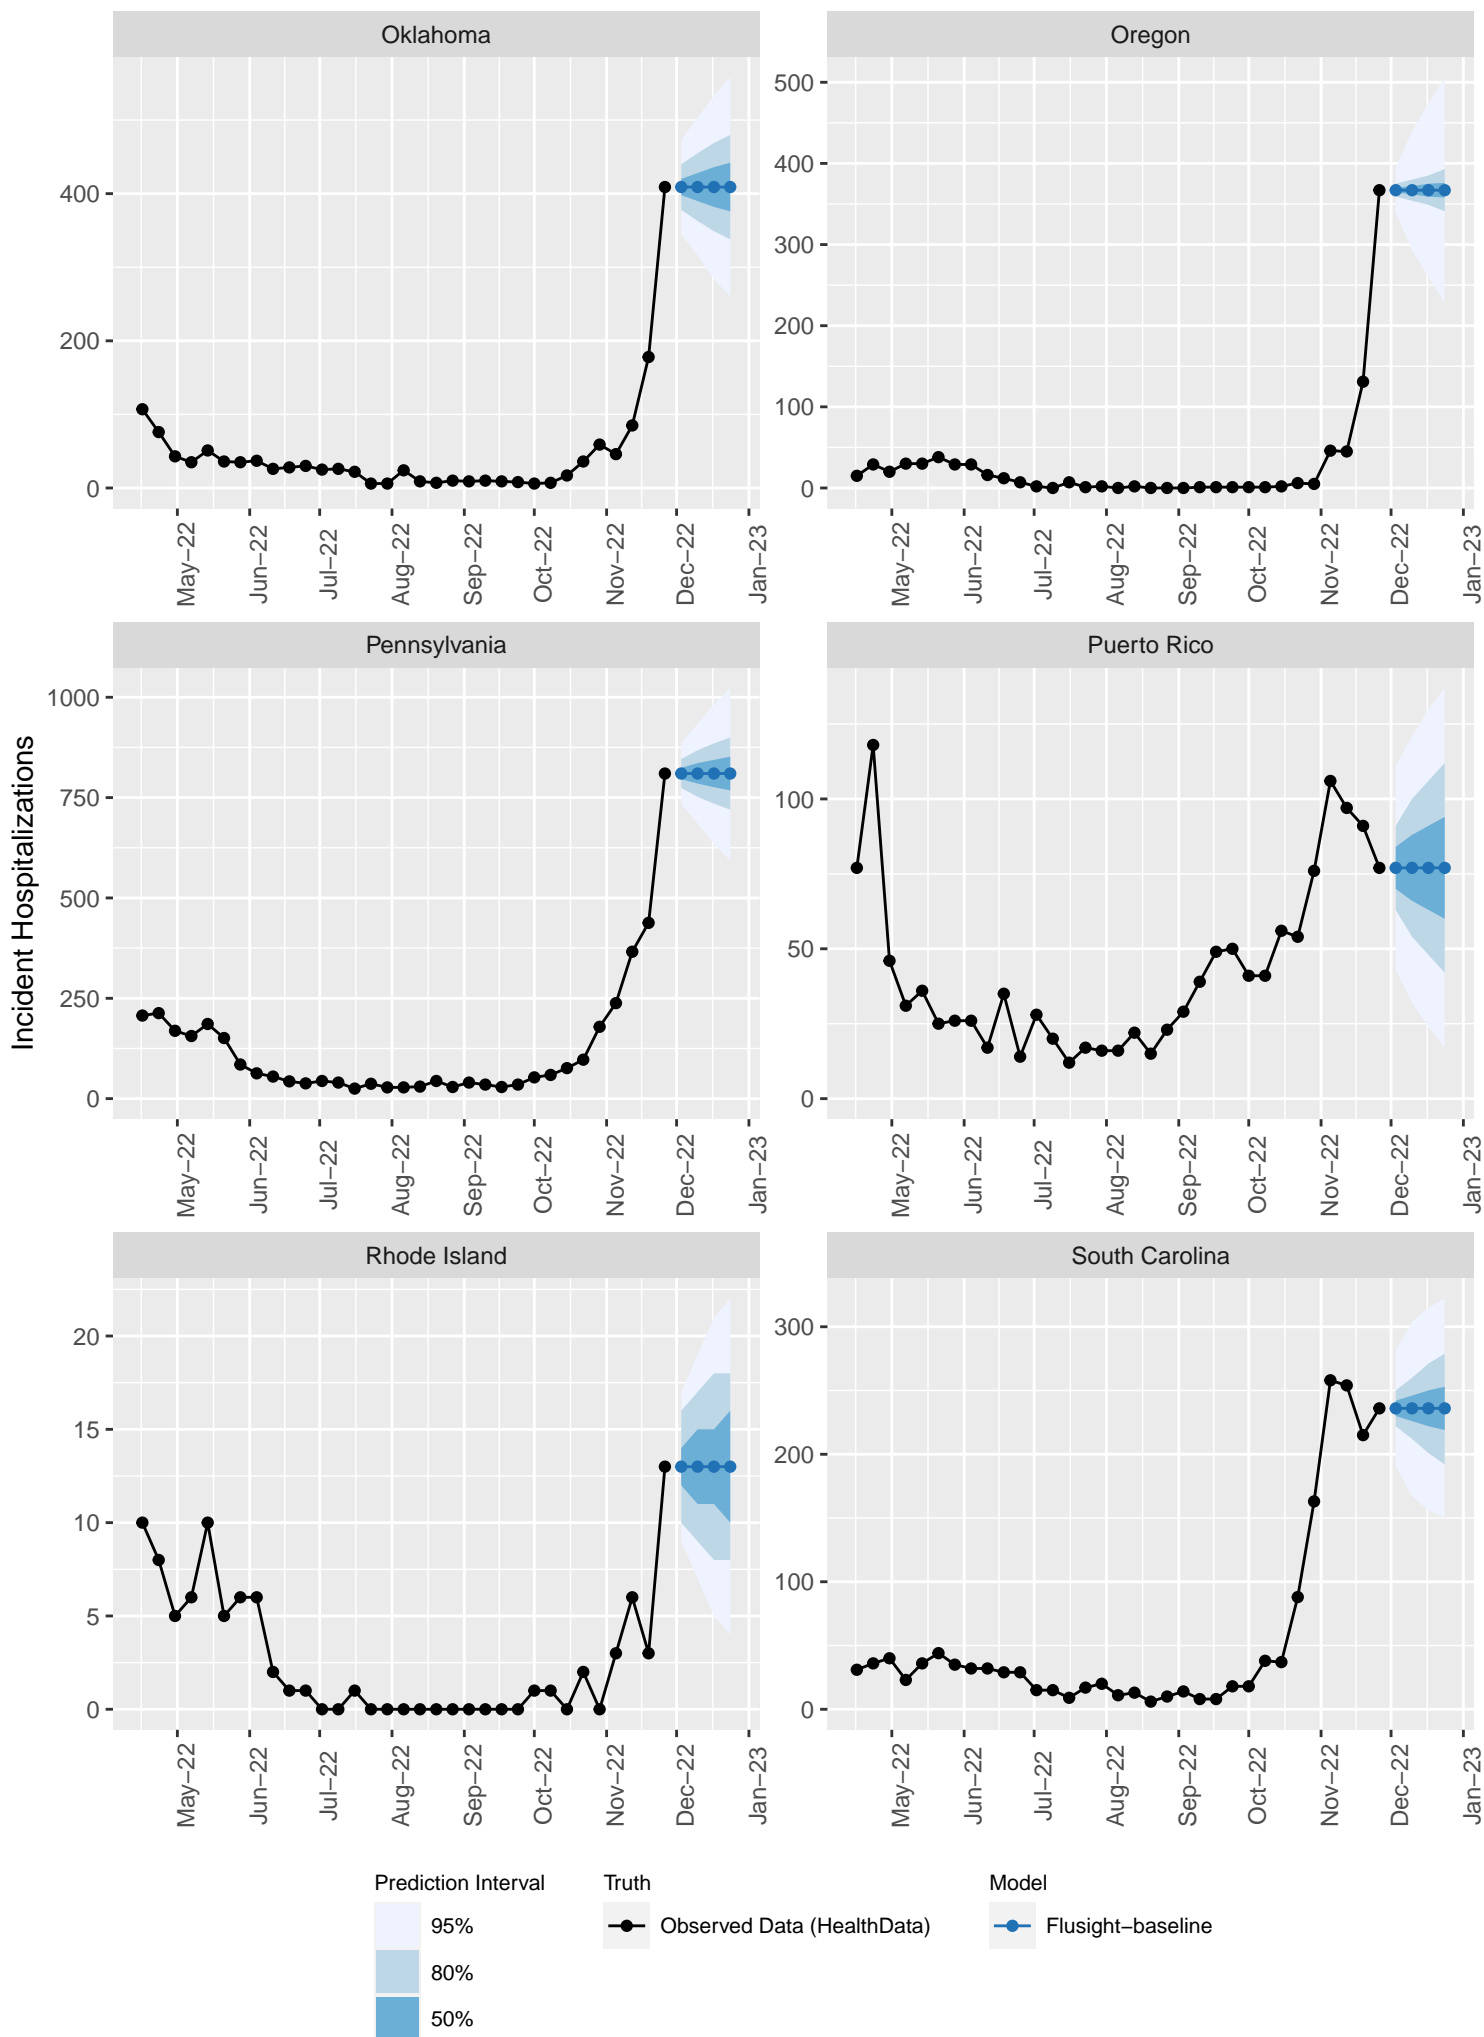 Oklahoma
Oregon
400
200
0
May−22
Jun−22
Jul−22
Aug−22
Sep−22
Oct−22
Nov−22
Dec−22
Jan−23
500
400
300
200
100
0
May−22
Jun−22
Jul−22
Aug−22
Sep−22
Oct−22
Nov−22
Dec−22
Jan−23
Incident Hospitalizations
Pennsylvania
Puerto Rico
1000
750
500
250
0
May−22
Jun−22
Jul−22
Aug−22
Sep−22
Oct−22
Nov−22
Dec−22
Jan−23
100
50
0
May−22
Jun−22
Jul−22
Aug−22
Sep−22
Oct−22
Nov−22
Dec−22
Jan−23
Rhode Island
South Carolina
20
15
10
5
0
May−22
Jun−22
Jul−22
Aug−22
Sep−22
Oct−22
Nov−22
Dec−22
Jan−23
300
200
100
0
May−22
Jun−22
Jul−22
Aug−22
Sep−22
Oct−22
Nov−22
Dec−22
Jan−23
Prediction Interval
95%
80%
50%
Truth
Observed Data (HealthData)
Model
Flusight−baseline